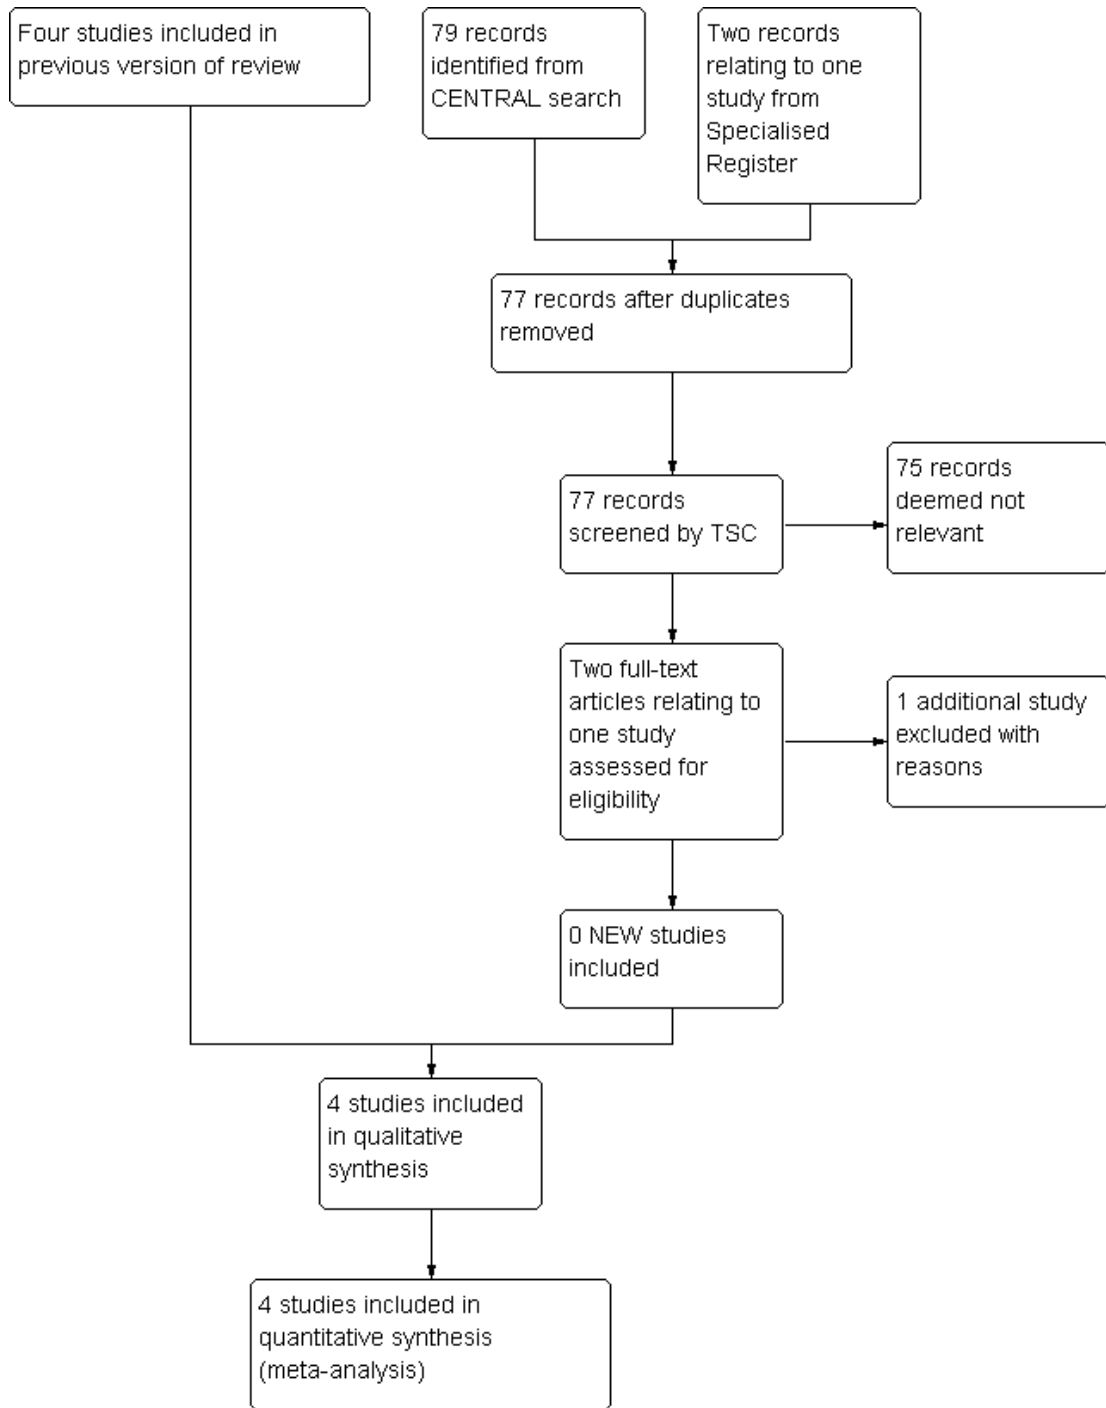 Four studies included in
previous version of review
79 records
identified from
CENTRAL search
Two records
relating to one
study from
Specialised
Register
77 records after duplicates
removed
77 records
screened by TSC
75 records
deemed not
relevant
Two full-text
articles relating to
one study
assessed for
eligibility
1 additional study
excluded with
reasons
0 NEW studies
included
4 studies included
in qualitative
synthesis
4 studies included in
quantitative synthesis
(meta-analysis)